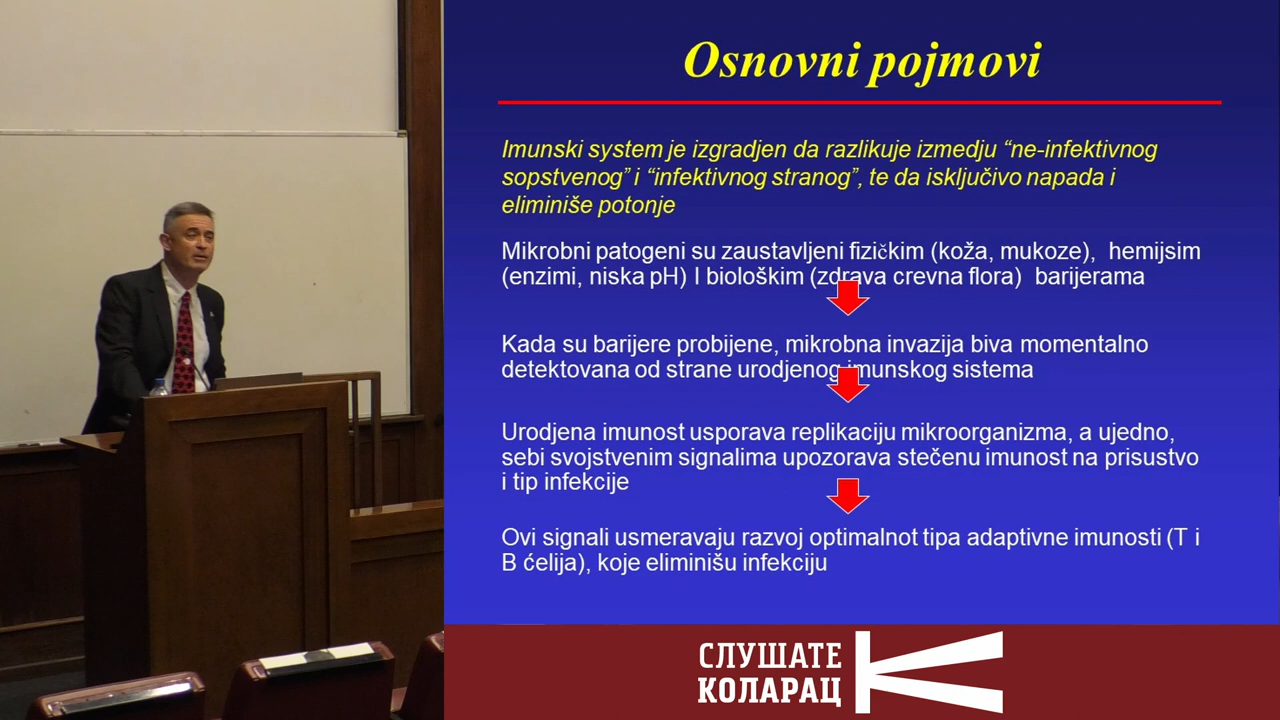 Osnovni pojmovi
Imunski system je izgradjen da razlikuje izmedju “ne-infektivnog
sopstvenog” i “infektivnog stranog”, te da isključivo napada i
eliminiše potonje
Mikrobni patogeni su zaustavljeni fizičkim (koža, mukoze), hemijsim
(enzimi, niska pH) I biološkim (zdrava crevna flora) barijerama
Kada su barijere probijene, mikrobna invazija biva momentalno
detektovana od strane urodjenog imunskog sistema
Urodjena imunost usporava replikaciju mikroorganizma, a ujedno,
sebi svojstvenim signalima upozorava stečenu imunost na prisustvo
i tip infekcije
Ovi signali usmeravaju razvoj optimalnot tipa adaptivne imunosti (T i
B ćelija), koje eliminišu infekciju
СЛУШАТЕ
КОЛАРАЦ